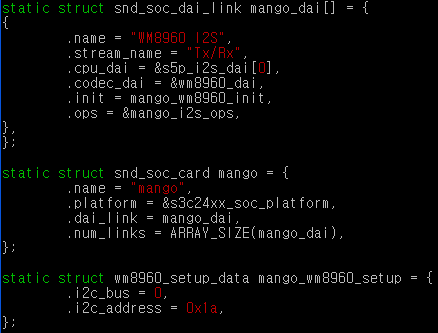 static struct snd_soc_dai_link mango_dai[] = {
{
.name = "WM8960 I2S",
.stream_name = "Tx/Rx",
.cpu_dai = &s5p_i2s_dai[0],
.codec_dai = &wm8960_dai,
.init = mango_wm8960_init,
.ops = &mango_i2s_ops,
},
};
static struct snd_soc_card mango = {
.name = "mango",
.platform = &s3c24xx_soc_platform,
.dai_link = mango_dai,
.num_links = ARRAY_SIZE(mango_dai),
};
static struct wm8960_setup_data mango_wm8960_setup = {
.i2c_bus = 0,
.i2c_address = 0x1a,
};